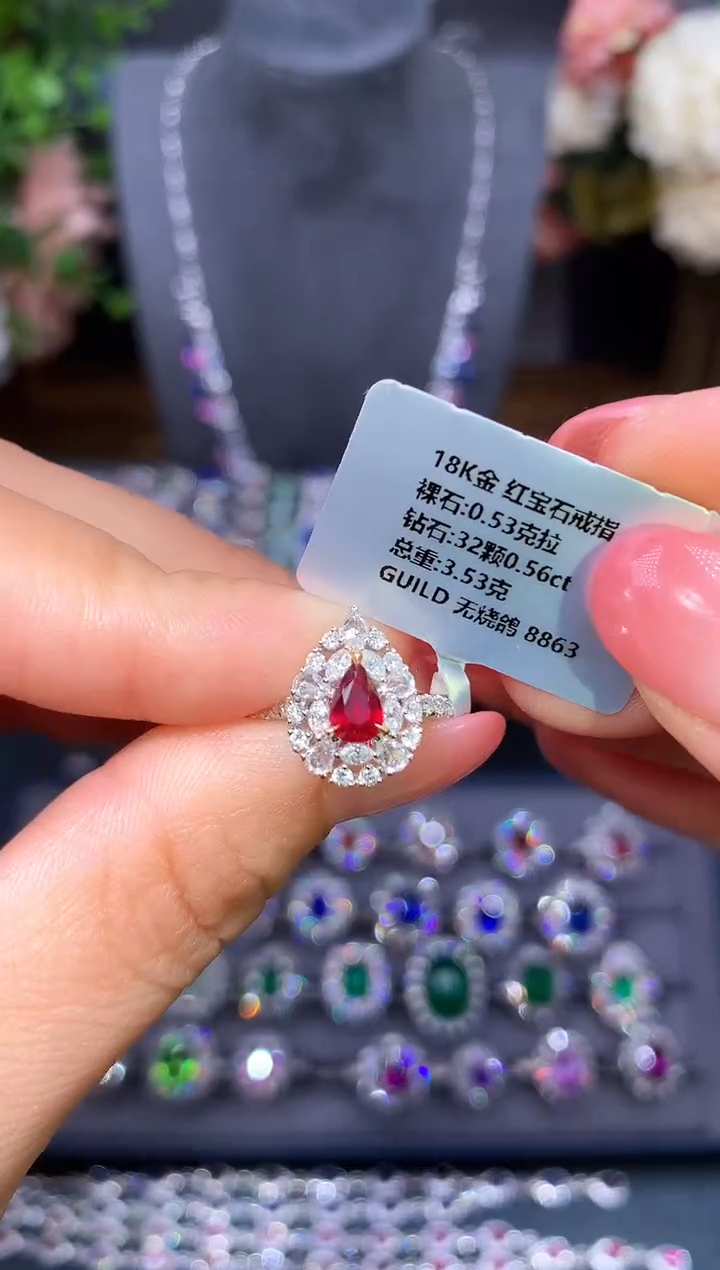 18K金 红宝石戒指
裸石:0.53克拉
钻石:32颗0.56ct
总重:3.53克
GUILD 无烧鸽 8863